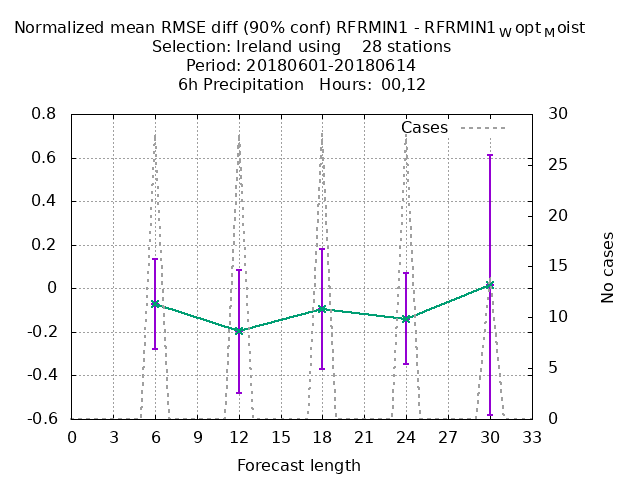 Normalized mean RMSE diff (90% conf) RFRMIN1 - RFRMIN1WoptMoist
Selection: Ireland using    28 stations
Period: 20180601-20180614
6h Precipitation   Hours: 00,12
Cases
0.8
0.6
0.4
0.2
0
-0.2
-0.4
-0.6
30
25
20
15
10
5
0
No cases
0 3 6 9 12 15 18 21 24 27 30 33
Forecast length